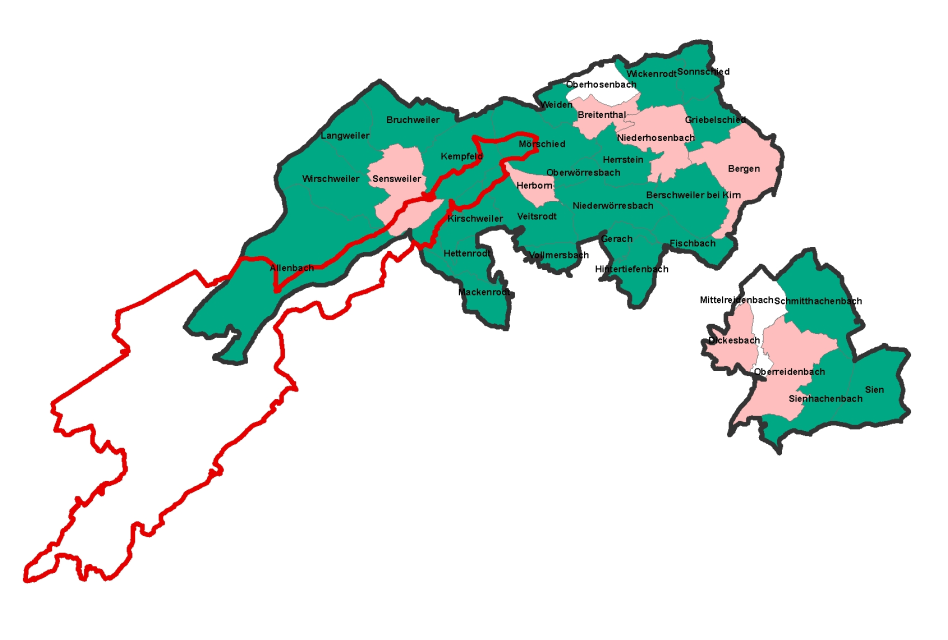 Wickenrodt
Sonnschied
Oberhosenbach
Weiden
Breitenthal
Griebelschied
Bruchweiler
Langweiler
Niederhosenbach
Mörschied
Kempfeld
Herrstein
Bergen
Oberwörresbach
Wirschweiler
Sensweiler
Herborn
Berschweiler bei Kirn
Niederwörresbach
Kirschweiler
Veitsrodt
Gerach
Fischbach
Hettenrodt
Vollmersbach
Allenbach
Hintertiefenbach
Mackenrodt
Mittelreidenbach
Schmitthachenbach
Dickesbach
Oberreidenbach
Sien
Sienhachenbach